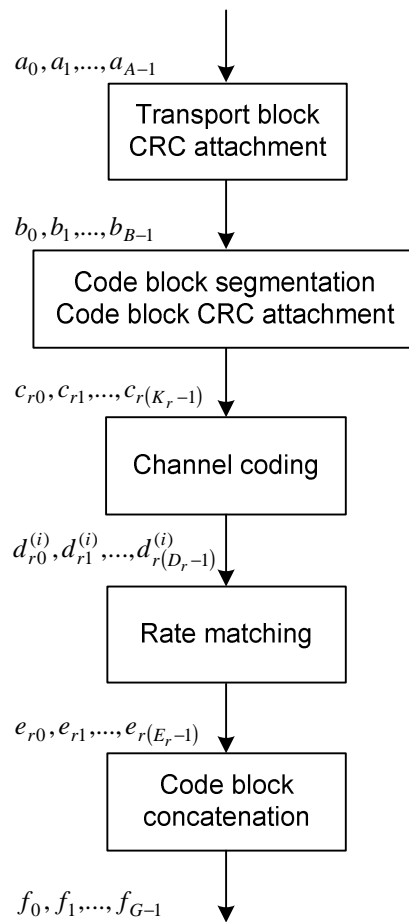 a_0, a_1,..., a_{A-1}
Transport block
CRC attachment
b_0, b_1,..., b_{B-1}
Code block segmentation
Code block CRC attachment
c_{r0}, c_{r1},..., c_{r(K_r-1)}
Channel coding
d_{r0}^{(i)}, d_{r1}^{(i)},..., d_{r(D_r-1)}^{(i)}
Rate matching
e_{r0}, e_{r1},..., e_{r(E_r-1)}
Code block
concatenation
f_0, f_1,..., f_{G-1}